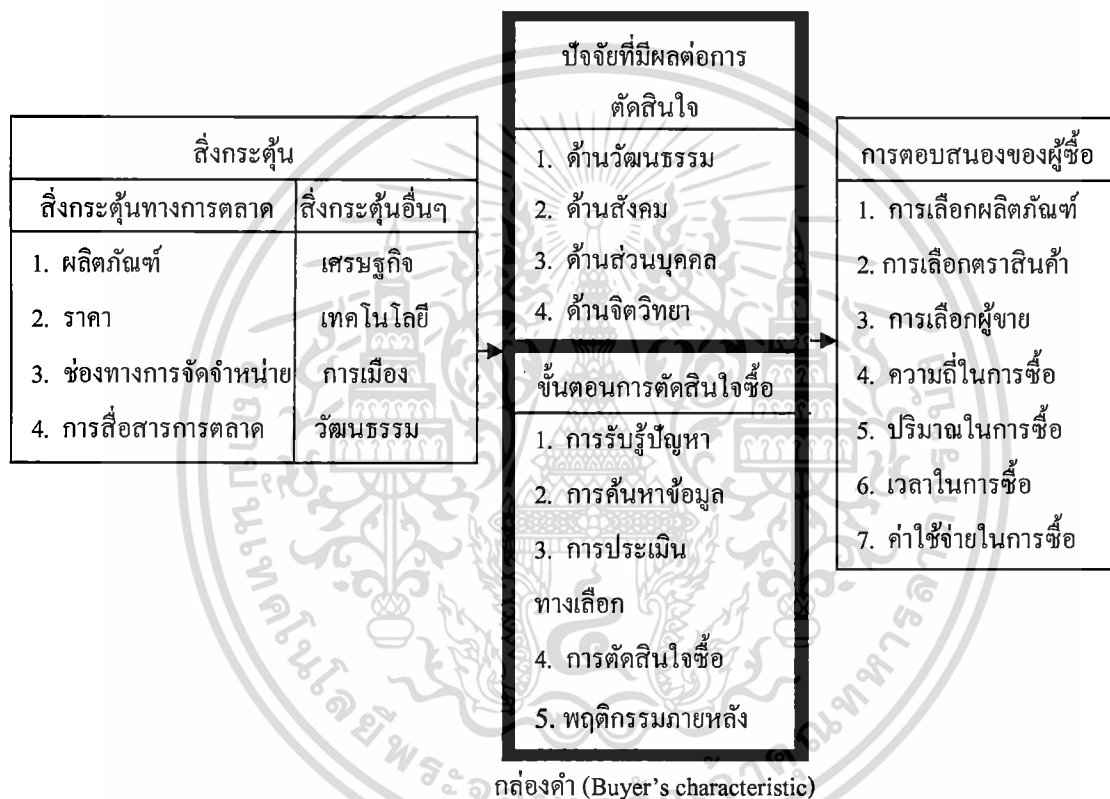 สิ่งกระตุ้น
สิ่งกระตุ้นทางการตลาด
1. ผลิตภัณฑ์
2. ราคา
3. ช่องทางการจัดจำหน่าย
4. การสื่อสารการตลาด
สิ่งกระตุ้นอื่นๆ
เศรษฐกิจ
เทคโนโลยี
การเมือง
วัฒนธรรม
ปัจจัยที่มีผลต่อการ
ตัดสินใจ
1. ด้านวัฒนธรรม
2. ด้านสังคม
3. ด้านส่วนบุคคล
4. ด้านจิตวิทยา
ขั้นตอนการตัดสินใจซื้อ
1. การรับรู้ปัญหา
2. การค้นหาข้อมูล
3. การประเมิน
ทางเลือก
4. การตัดสินใจซื้อ
5. พฤติกรรมภายหลัง
กล่องดำ (Buyer's characteristic)
การตอบสนองของผู้ซื้อ
1. การเลือกผลิตภัณฑ์
2. การเลือกตราสินค้า
3. การเลือกผู้ขาย
4. ความถี่ในการซื้อ
5. ปริมาณในการซื้อ
6. เวลาในการซื้อ
7. ค่าใช้จ่ายในการซื้อ